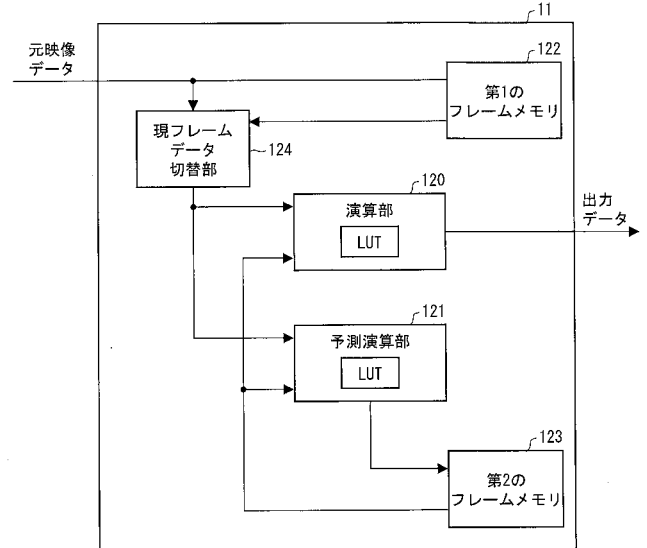 11
元映像
データ
122
第1の
フレームメモリ
現フレーム
データ
切替部
124
120
演算部
LUT
出力
データ
121
予測演算部
LUT
123
第2の
フレームメモリ